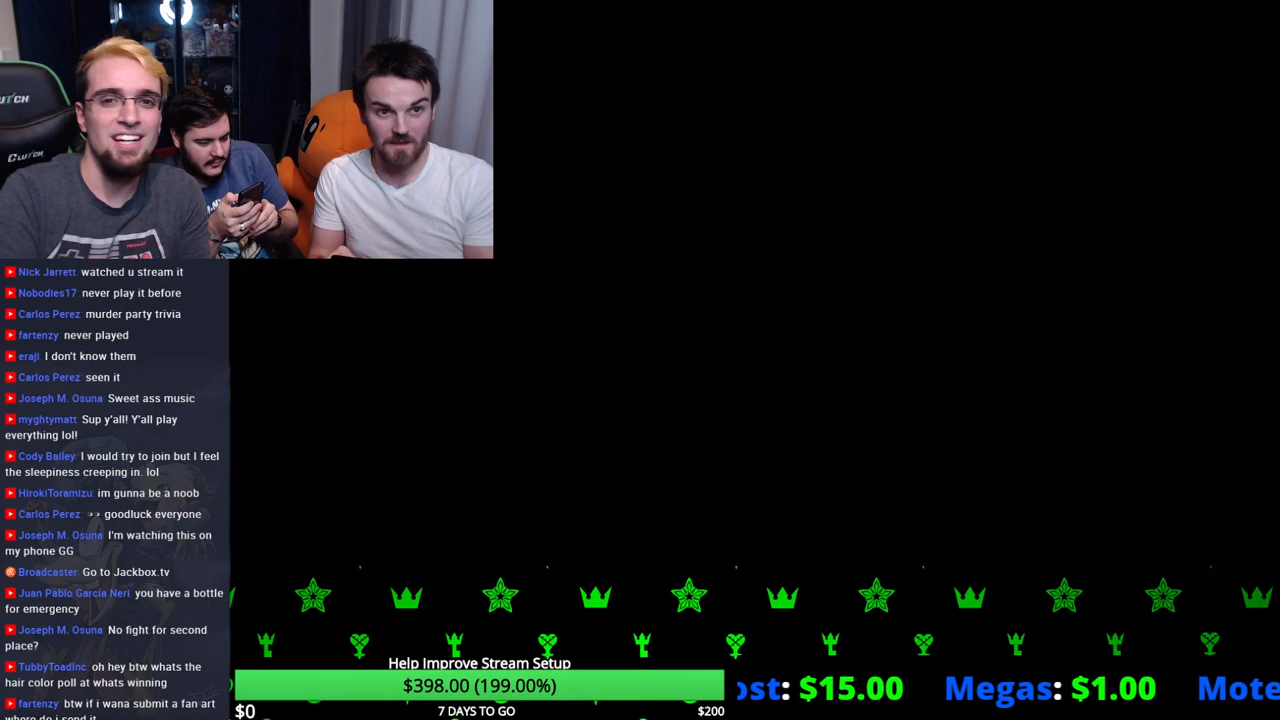 CLUTCH
Nick Jarrett watched u stream it
Nobodies17 never play it before
Carlos Perez murder party trivia
fartenzy never played
eraji I don't know them
Carlos Perez seen it
Joseph M. Osuna Sweet ass music
myghtymatt Sup y'all! Y'all play
everything lol!
Cody Bailey I would try to join but I feel
the sleepiness creeping in. lol
HirokiToramizu im gunna be a noob
Carlos Perez goodluck everyone
Joseph M. Osuna I'm watching this on
my phone GG
Broadcaster Go to Jackbox.tv
Juan Pablo García Neri you have a bottle
for emergency
Joseph M. Osuna No fight for second
place?
TubbyToadInc oh hey btw whats the
hair color poll at whats winning
fartenzy btw if i wana submit a fan art
where do i send it
Help Improve Stream Setup
$398.00 (199.00%)
$0 7 DAYS TO GO $200
ost: $15.00 Megas: $1.00 Mote